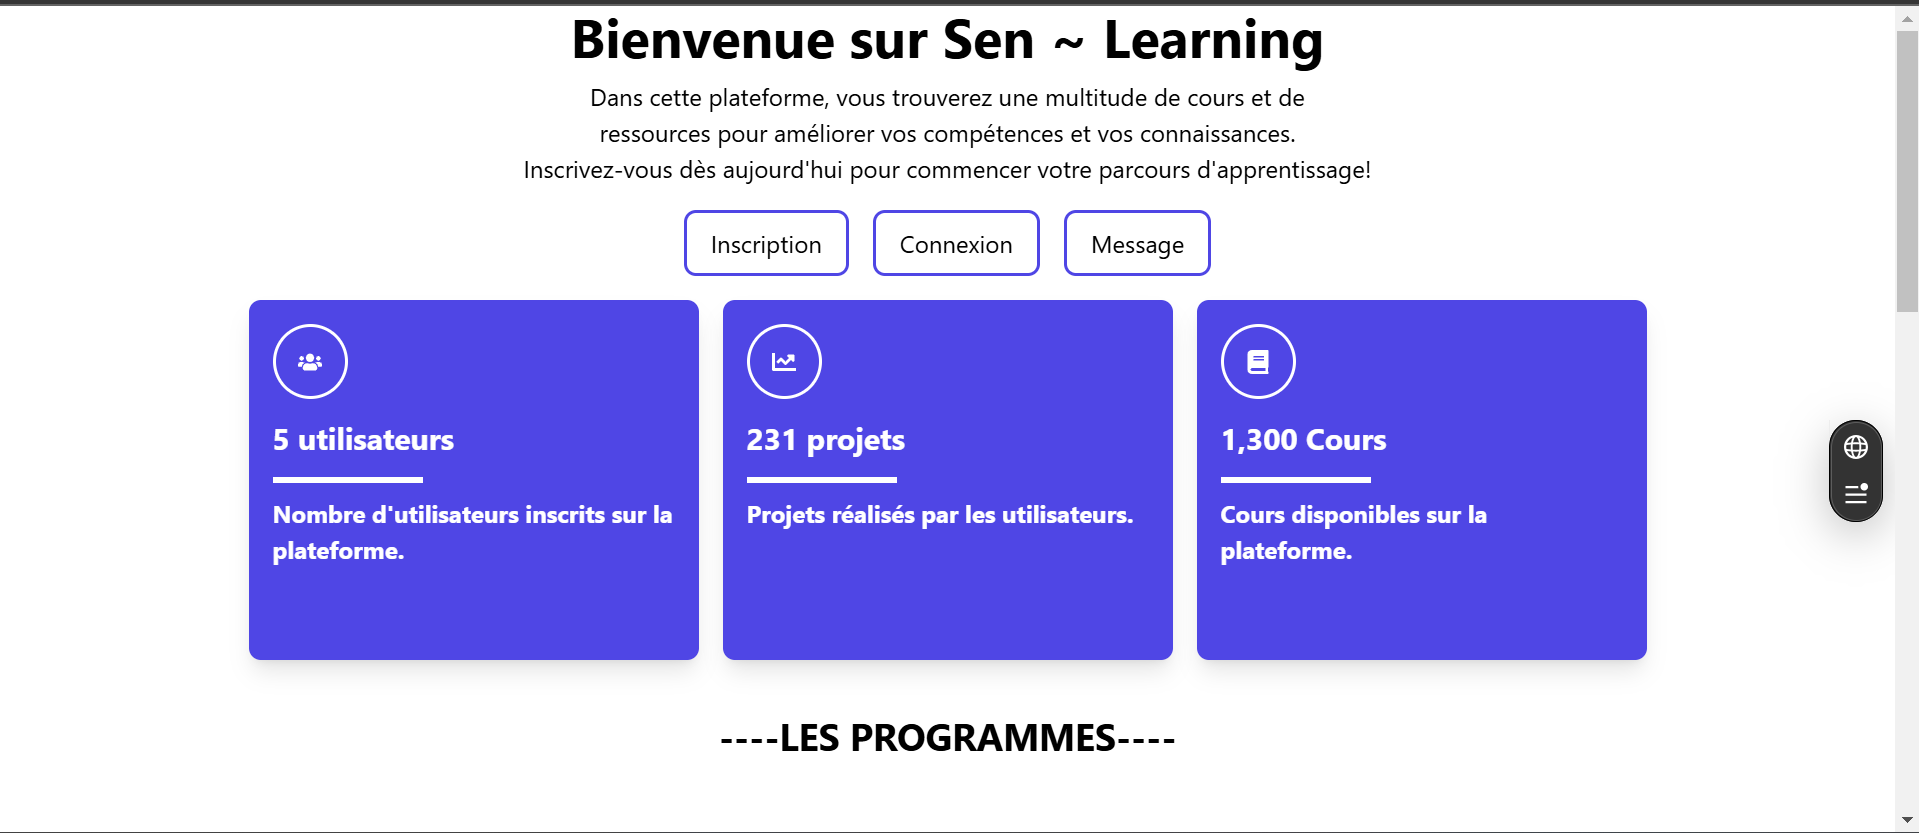 Bienvenue sur Sen ~ Learning
Dans cette plateforme, vous trouverez une multitude de cours et de
ressources pour améliorer vos compétences et vos connaissances.
Inscrivez-vous dès aujourd'hui pour commencer votre parcours d'apprentissage!
Inscription
Connexion
Message
5 utilisateurs
Nombre d'utilisateurs inscrits sur la
plateforme.
231 projets
Projets réalisés par les utilisateurs.
1,300 Cours
Cours disponibles sur la
plateforme.
----LES PROGRAMMES----